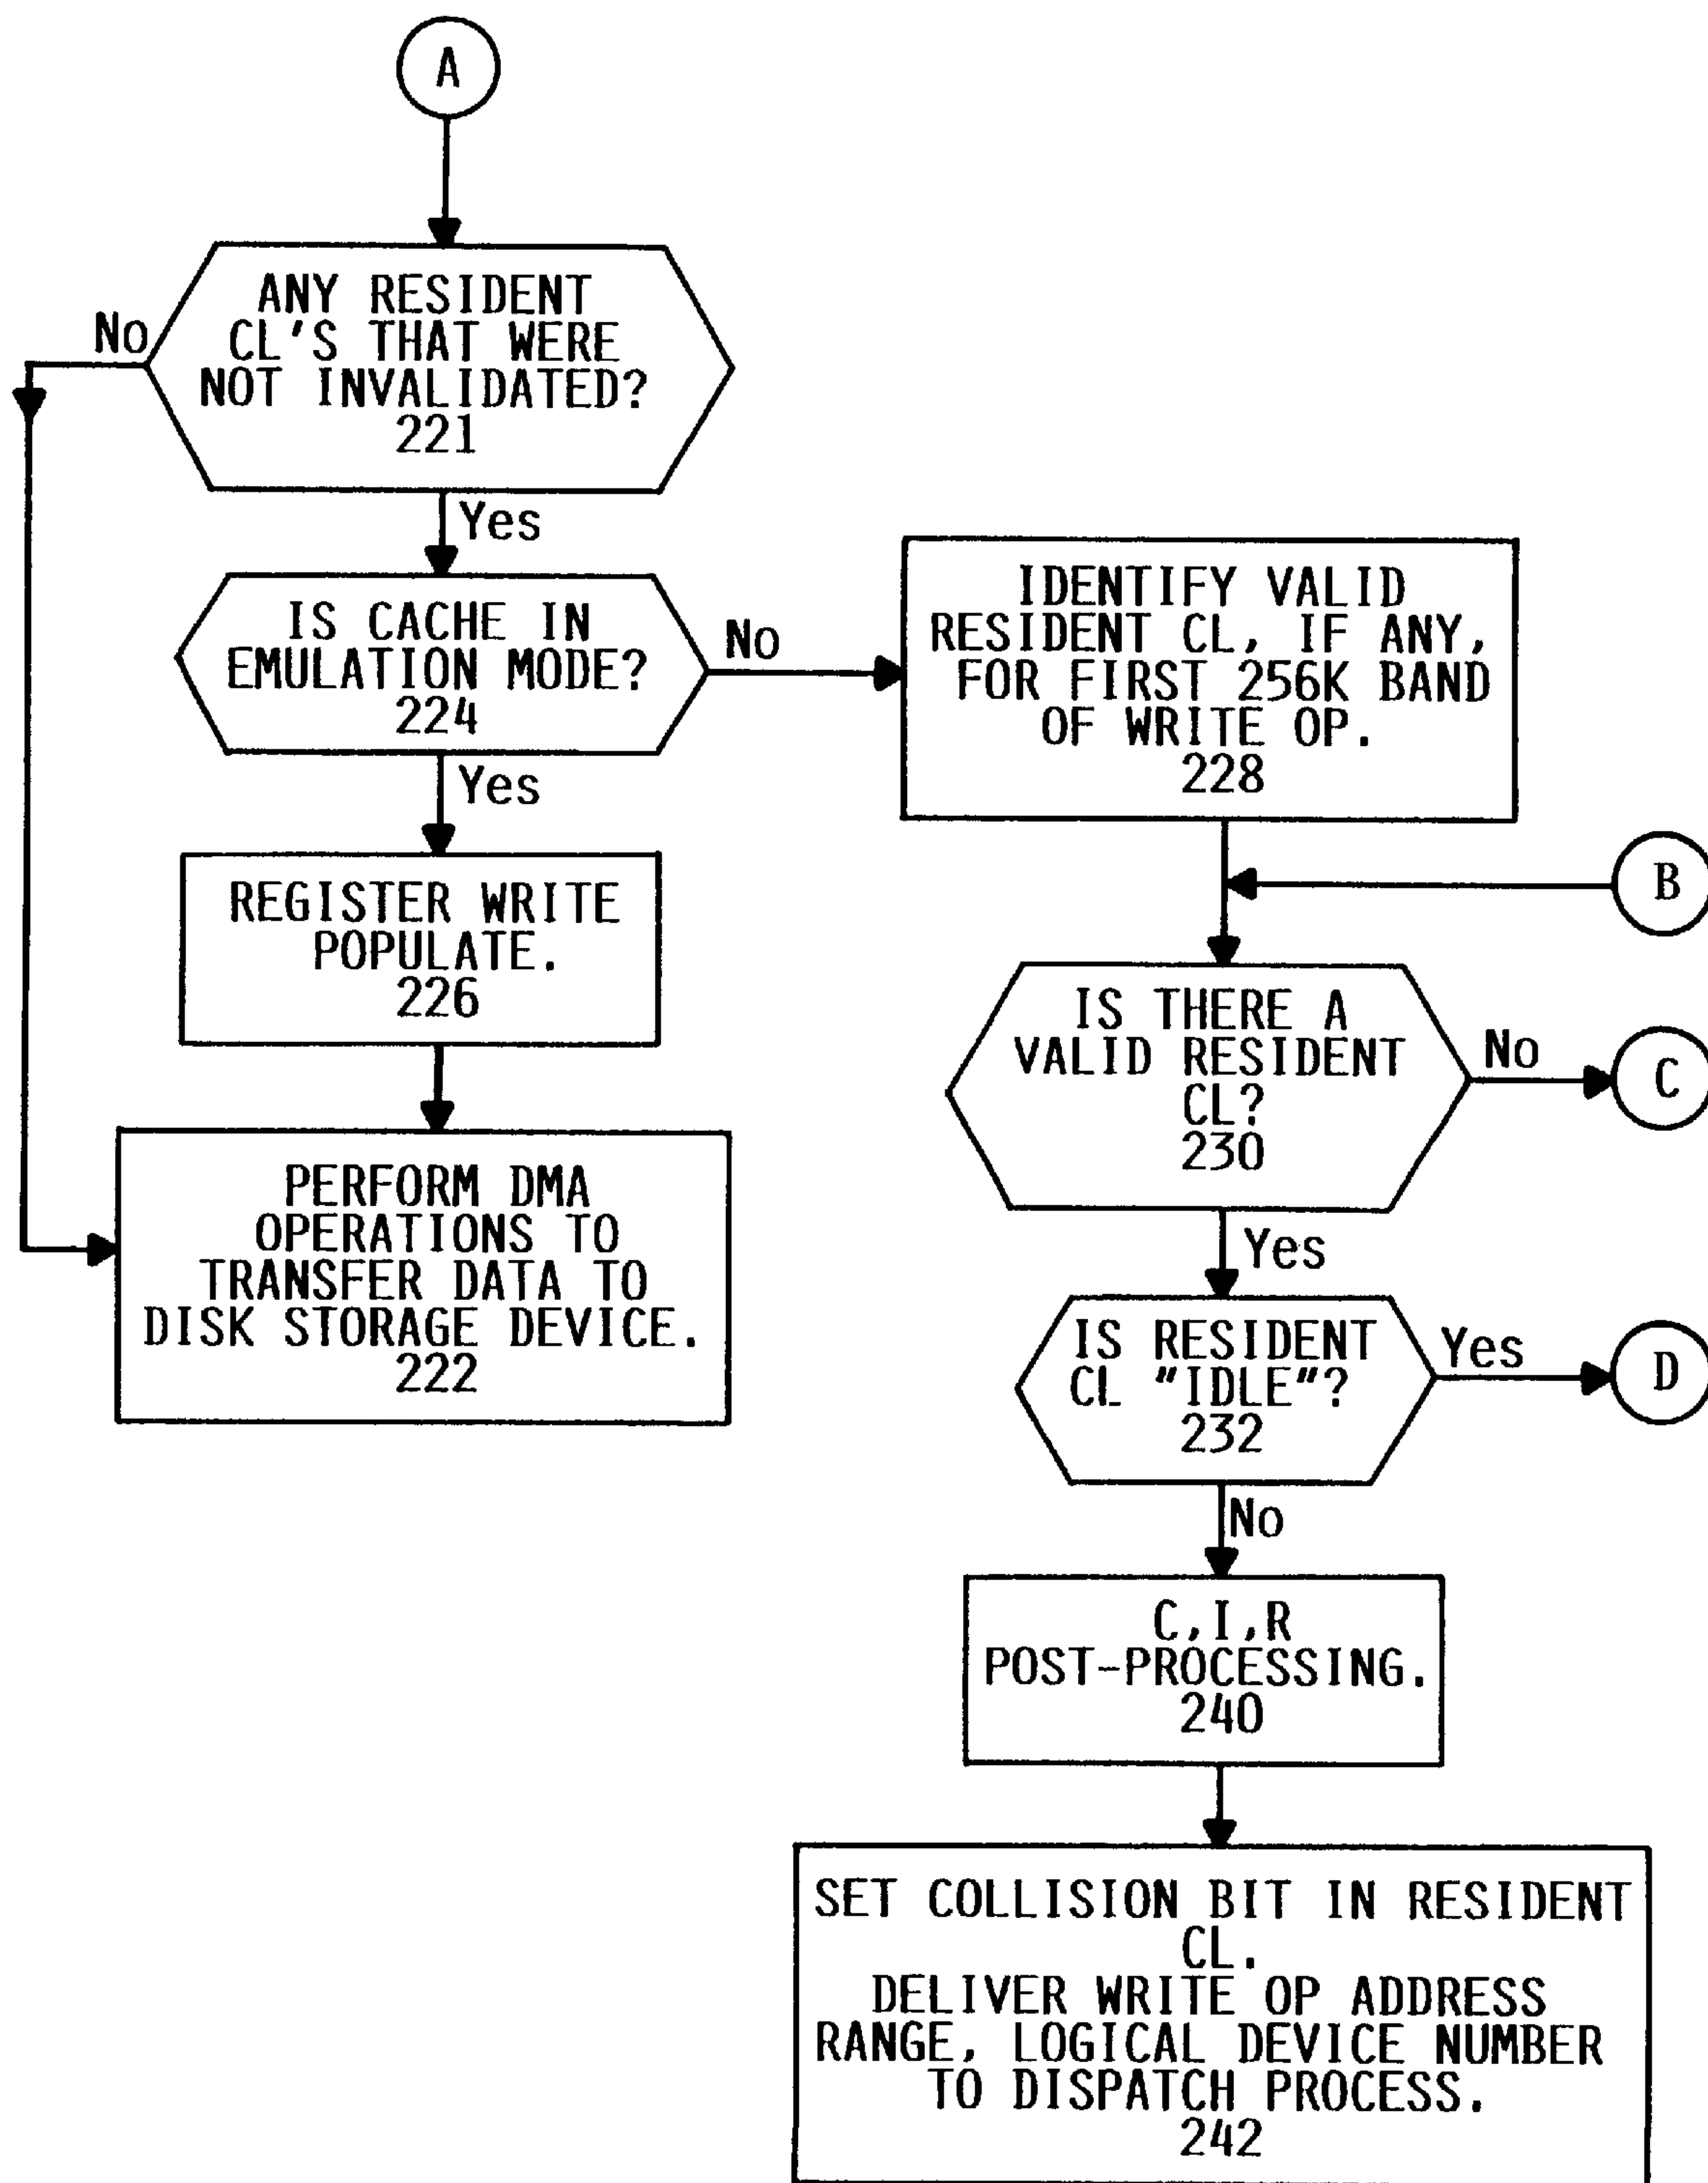 A
ANY RESIDENT
CL'S THAT WERE
NOT INVALIDATED?
221
No
Yes
IS CACHE IN
EMULATION MODE?
224
No
Yes
REGISTER WRITE
POPULATE.
226
PERFORM DMA
OPERATIONS TO
TRANSFER DATA TO
DISK STORAGE DEVICE.
222
IDENTIFY VALID
RESIDENT CL, IF ANY,
FOR FIRST 256K BAND
OF WRITE OP.
228
B
IS THERE A
VALID RESIDENT
CL?
230
No
C
Yes
IS RESIDENT
CL "IDLE"?
232
Yes
D
No
C,I,R
POST-PROCESSING.
240
SET COLLISION BIT IN RESIDENT
CL.
DELIVER WRITE OP ADDRESS
RANGE, LOGICAL DEVICE NUMBER
TO DISPATCH PROCESS.
242